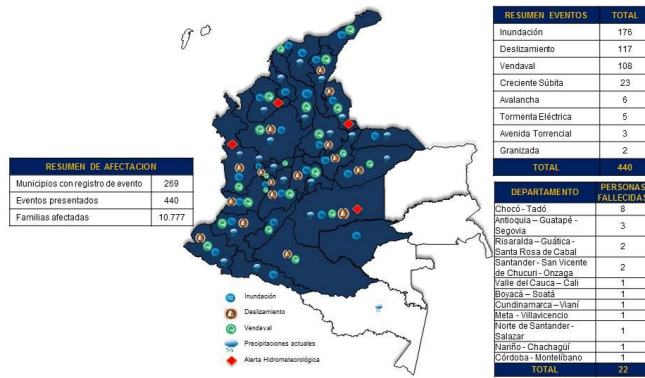 RESUMEN EVENTOS TOTAL
Inundación 176
Deslizamiento 117
Vendaval 108
Creciente Súbita 23
Avalancha 6
Tormenta Eléctrica 5
Avenida Torrencial 3
Granizada 2
TOTAL 440
RESUMEN DE AFECTACION
Municipios con registro de evento 269
Eventos presentados 440
Familias afectadas 10.777
DEPARTAMENTO PERSONAS FALLECIDAS
Chocó - Tadó 8
Antioquia – Guatapé -
Segovia 3
Risaralda – Guática -
Santa Rosa de Cabal 2
Santander - San Vicente
de Chucuri - Onzaga 2
Valle del Cauca – Cali 1
Boyacá – Soatá 1
Cundinamarca – Vianí 1
Meta - Villavicencio 1
Norte de Santander -
Salazar 1
Nariño - Chachagüí 1
Córdoba - Montelíbano 1
TOTAL 22
Inundación
Deslizamiento
Vendaval
Precipitaciones actuales
Alerta Hidrometeorológica